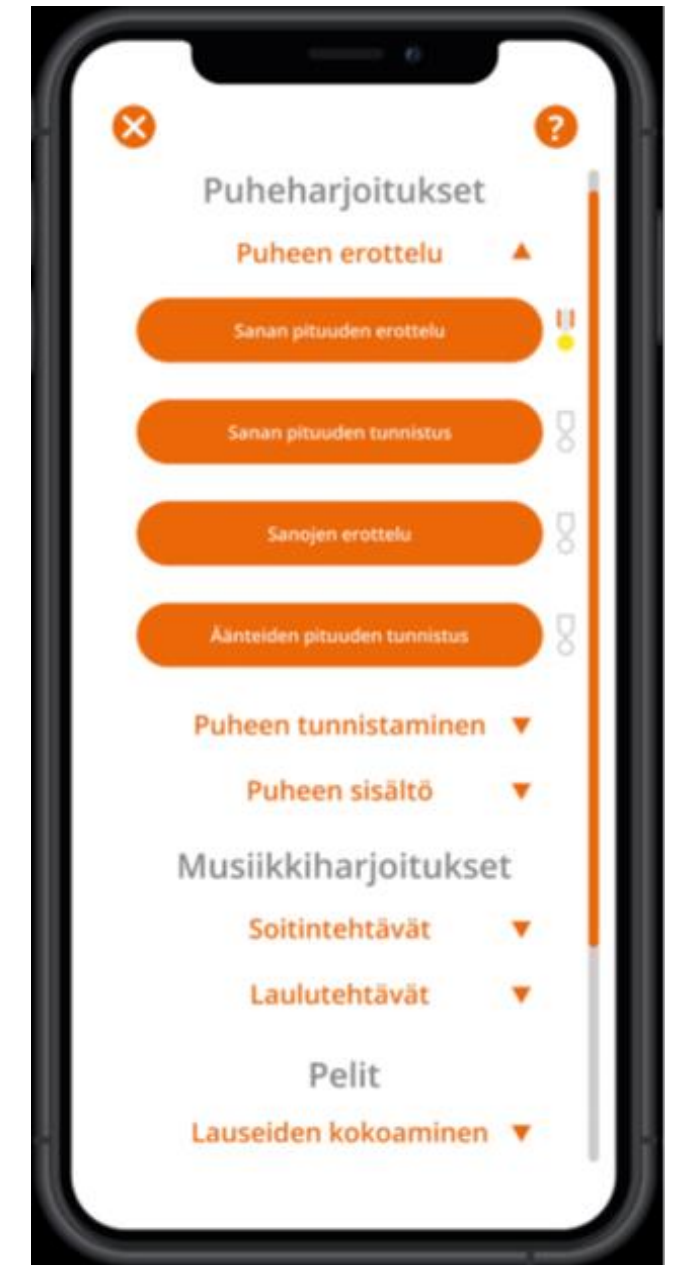 ?
Puheharjoitukset
Puheen erottelu
Sanan pituuden erottelu
Sanan pituuden tunnistus
Sanojen erottelu
Äänteiden pituuden tunnistus
Puheen tunnistaminen
Puheen sisältö
Musiikkiharjoitukset
Soitintehtävät
Laulutehtävät
Pelit
Lauseiden kokoaminen